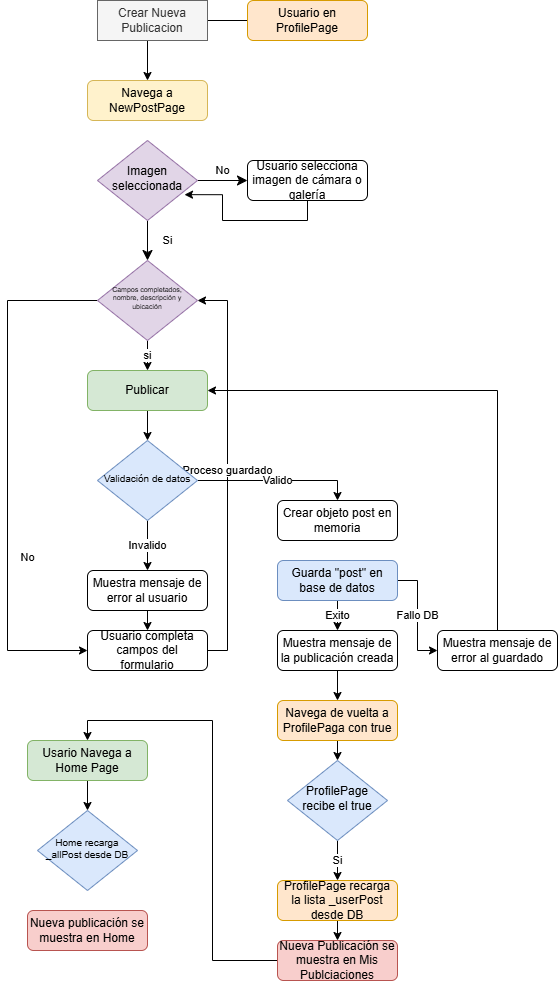 Crear Nueva
Publicacion
Usuario en
ProfilePage
Navega a
NewPostPage
Imagen
seleccionada
No
Usuario selecciona
imagen de cámara o
galería
Si
Campos completados,
nombre, descripción y
ubicación
si
Publicar
Validación de datos
Proceso guardado
Valido
Crear objeto post en
memoria
Invalido
No
Muestra mensaje de
error al usuario
Guarda "post" en
base de datos
Exito
Fallo DB
Usuario completa
campos del
formulario
Muestra mensaje de
la publicación creada
Muestra mensaje de
error al guardado
Navega de vuelta a
ProfilePaga con true
Usario Navega a
Home Page
ProfilePage
recibe el true
Home recarga
_allPost desde DB
Si
ProfilePage recarga
la lista _userPost
desde DB
Nueva publicación se
muestra en Home
Nueva Publicación se
muestra en Mis
Publciaciones